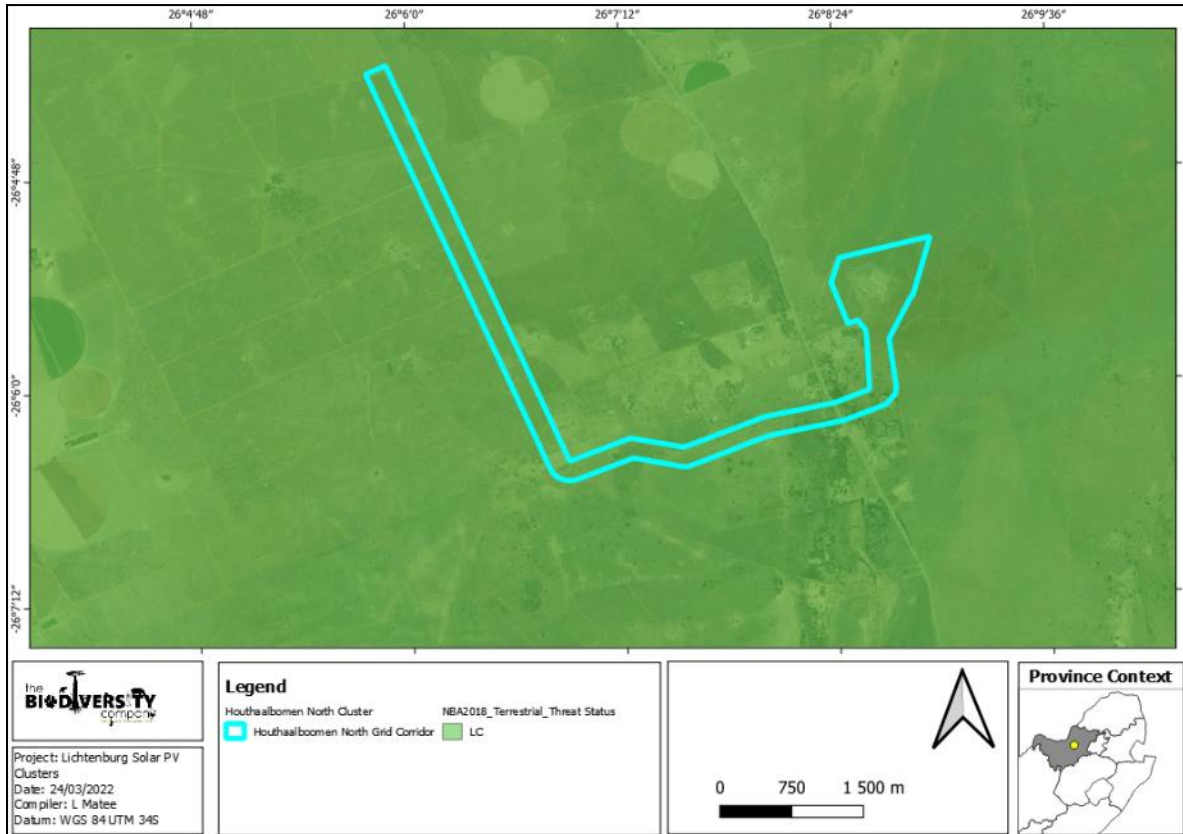 26°4'48" 26°6'0" 26°7'12" 26°8'24" 26°9'36"
-26°4'48"
-26°6'0"
-26°7'12"
the
BIODIVERSITY
company
Project: Lichtenburg Solar PV
Clusters
Date: 24/03/2022
Compiler: L Matee
Datum: WGS 84 UTM 34S
Legend
Houthaalbomen North Cluster
Houthaalboomen North Grid Corridor
NBA2018_Terrestrial_Threat Status
LC
0 750 1 500 m
Province Context